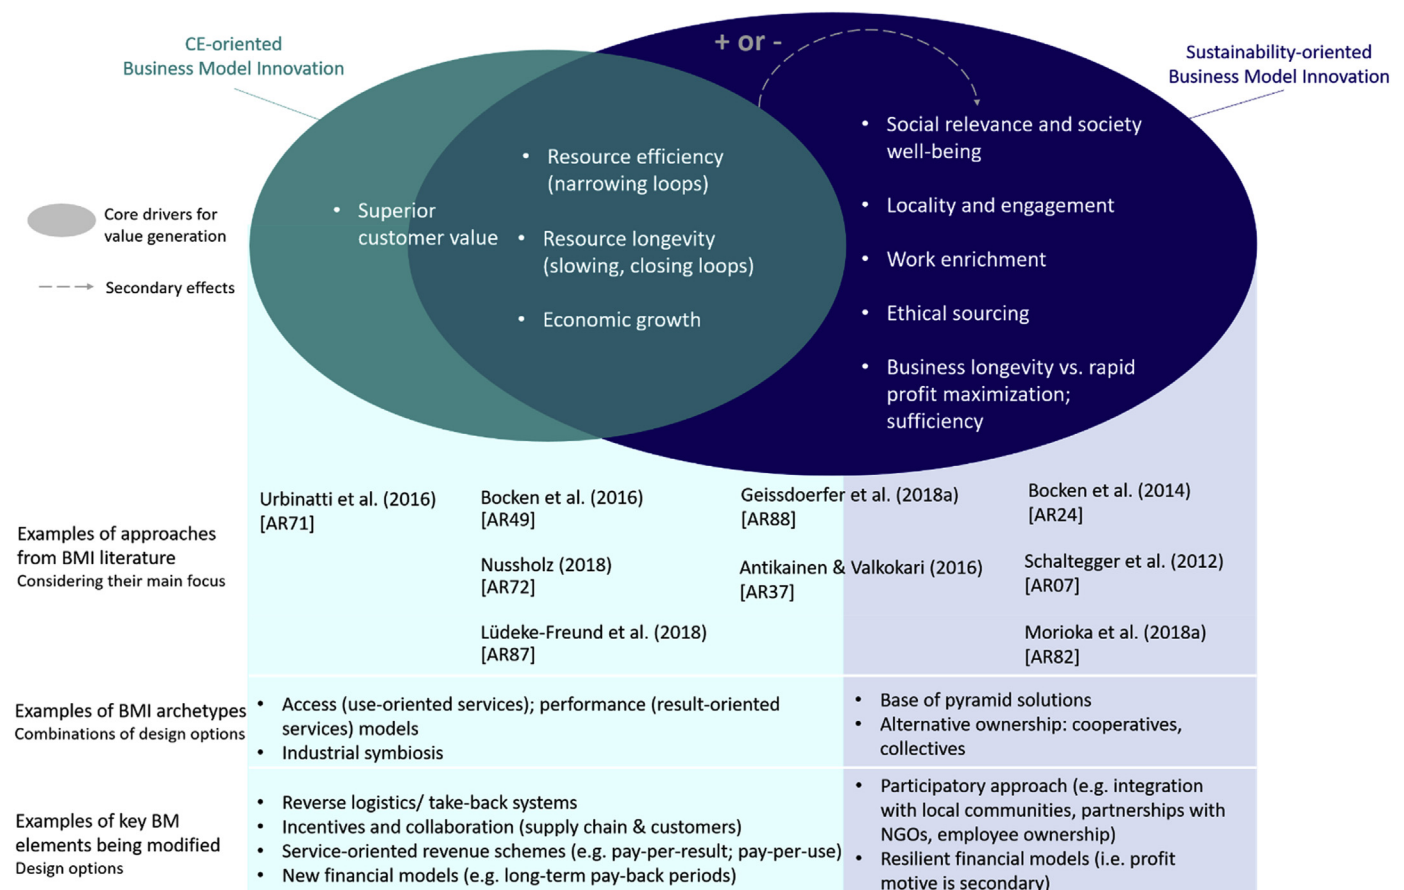 CE-oriented
Business Model Innovation
+ or -
Sustainability-oriented
Business Model Innovation
Core drivers for
value generation
Secondary effects
• Superior
customer value
• Resource efficiency
(narrowing loops)
• Resource longevity
(slowing, closing loops)
• Economic growth
• Social relevance and society
well-being
• Locality and engagement
• Work enrichment
• Ethical sourcing
• Business longevity vs. rapid
profit maximization;
sufficiency
Examples of approaches
from BMI literature
Considering their main focus
Urbinatti et al. (2016)
[AR71]
Bocken et al. (2016)
[AR49]
Nussholz (2018)
[AR72]
Lüdeke-Freund et al. (2018)
[AR87]
Geissdoerfer et al. (2018a)
[AR88]
Antikainen & Valkokari (2016)
[AR37]
Bocken et al. (2014)
[AR24]
Schaltegger et al. (2012)
[AR07]
Morioka et al. (2018a)
[AR82]
Examples of BMI archetypes
Combinations of design options
• Access (use-oriented services); performance (result-oriented
services) models
• Industrial symbiosis
• Base of pyramid solutions
• Alternative ownership: cooperatives,
collectives
Examples of key BM
elements being modified
Design options
• Reverse logistics/ take-back systems
• Incentives and collaboration (supply chain & customers)
• Service-oriented revenue schemes (e.g. pay-per-result; pay-per-use)
• New financial models (e.g. long-term pay-back periods)
• Participatory approach (e.g. integration
with local communities, partnerships with
NGOs, employee ownership)
• Resilient financial models (i.e. profit
motive is secondary)